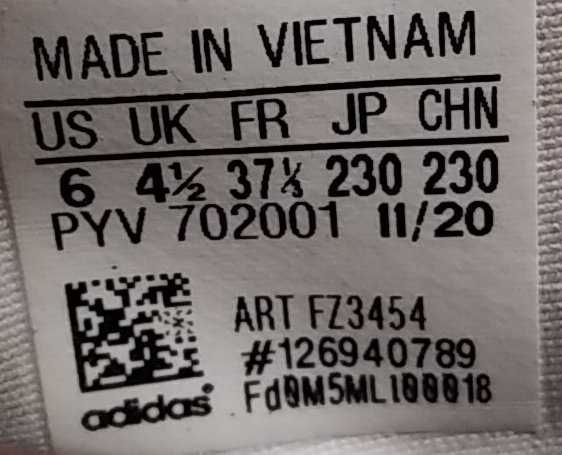 MADE IN VIETNAM
US UK FR JP CHN
6 4½ 37⅓ 230 230
PYV 702001 11/20
ART FZ3454
#126940789
Fd0M5ML100018
adidas